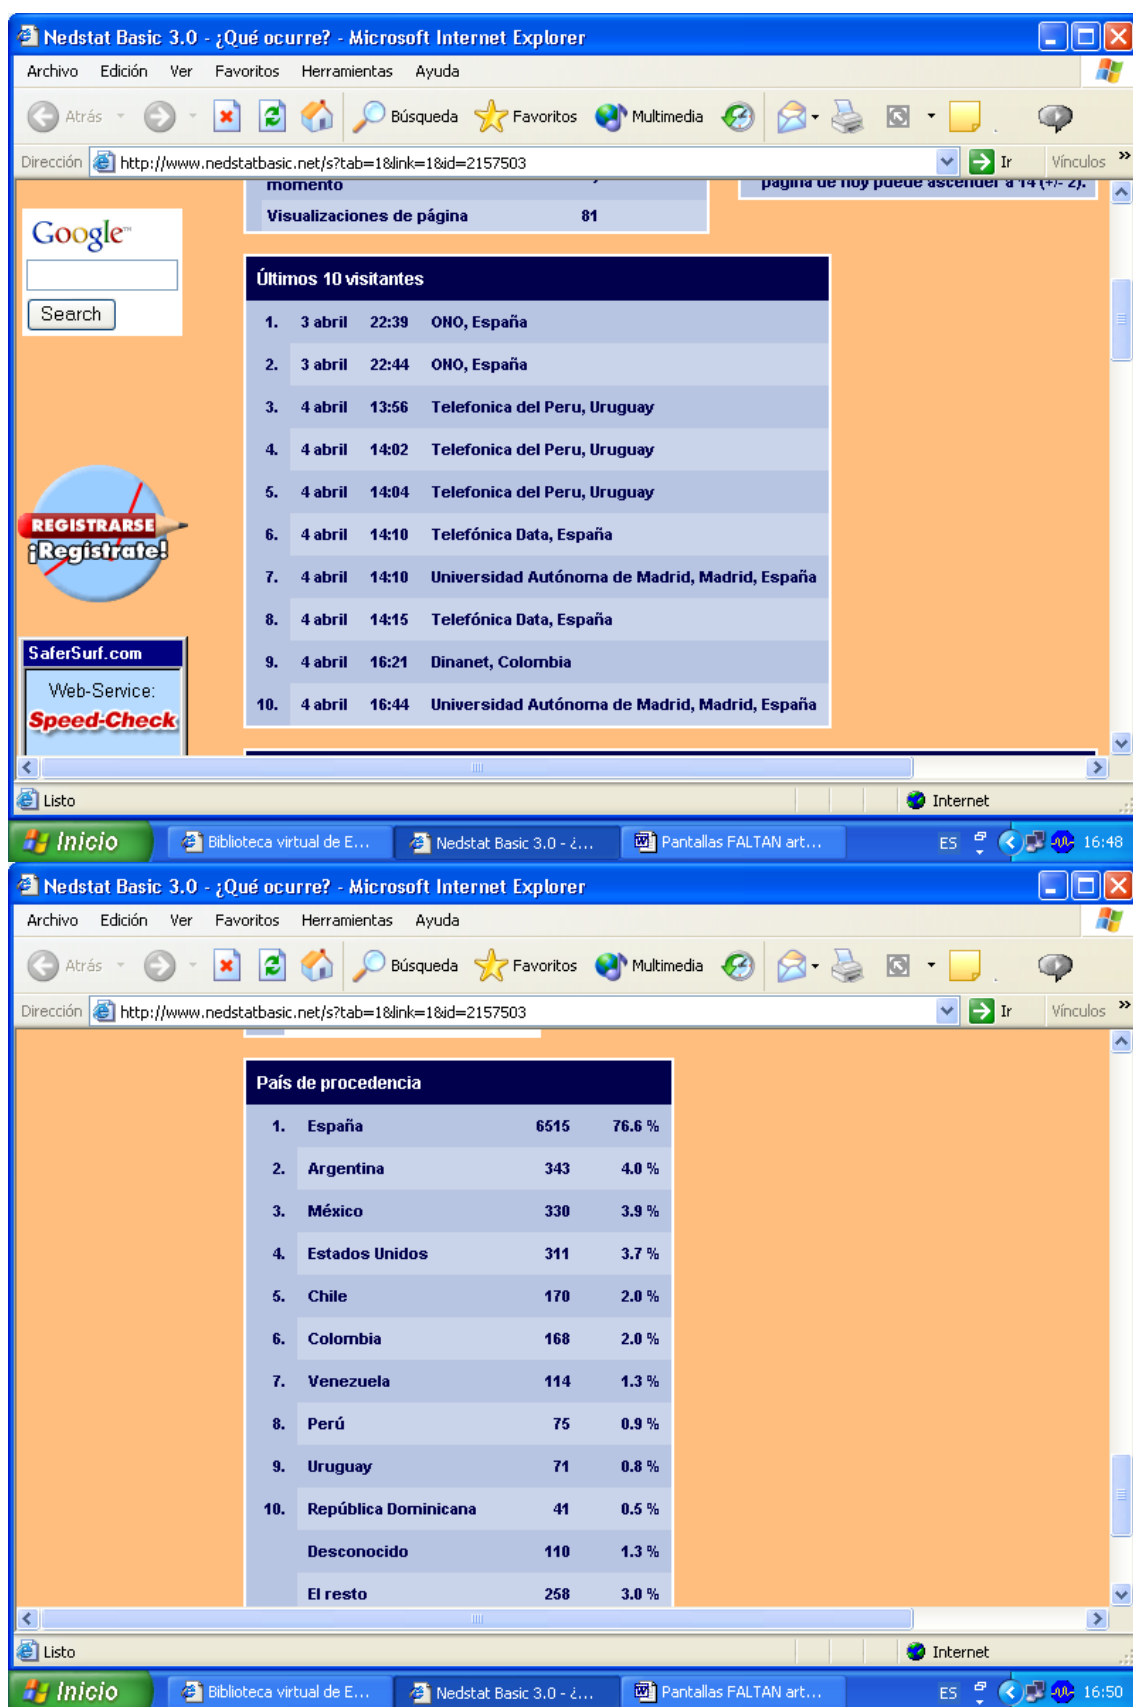 Nedstat Basic 3.0 - ¿Qué ocurre? - Microsoft Internet Explorer
Archivo Edición Ver Favoritos Herramientas Ayuda
Atrás Búsqueda Favoritos Multimedia
Dirección http://www.nedstatbasic.net/s?tab=1&link=1&id=2157503 Ir Vínculos »
momento
página de hoy puede ascender a 14 (+/- 2).
Visualizaciones de página 81
Google™
Search
Últimos 10 visitantes
1. 3 abril 22:39 ONO, España
2. 3 abril 22:44 ONO, España
3. 4 abril 13:56 Telefonica del Peru, Uruguay
4. 4 abril 14:02 Telefonica del Peru, Uruguay
5. 4 abril 14:04 Telefonica del Peru, Uruguay
6. 4 abril 14:10 Telefónica Data, España
7. 4 abril 14:10 Universidad Autónoma de Madrid, Madrid, España
8. 4 abril 14:15 Telefónica Data, España
9. 4 abril 16:21 Dinanet, Colombia
10. 4 abril 16:44 Universidad Autónoma de Madrid, Madrid, España
REGISTRARSE
¡Regístrate!
SaferSurf.com
Web-Service:
Speed-Check
Listo Internet
Inicio Biblioteca virtual de E... Nedstat Basic 3.0 - ¿... Pantallas FALTAN art... ES 16:48
Nedstat Basic 3.0 - ¿Qué ocurre? - Microsoft Internet Explorer
Archivo Edición Ver Favoritos Herramientas Ayuda
Atrás Búsqueda Favoritos Multimedia
Dirección http://www.nedstatbasic.net/s?tab=1&link=1&id=2157503 Ir Vínculos »
País de procedencia
1. España 6515 76.6 %
2. Argentina 343 4.0 %
3. México 330 3.9 %
4. Estados Unidos 311 3.7 %
5. Chile 170 2.0 %
6. Colombia 168 2.0 %
7. Venezuela 114 1.3 %
8. Perú 75 0.9 %
9. Uruguay 71 0.8 %
10. República Dominicana 41 0.5 %
Desconocido 110 1.3 %
El resto 258 3.0 %
Listo Internet
Inicio Biblioteca virtual de E... Nedstat Basic 3.0 - ¿... Pantallas FALTAN art... ES 16:50